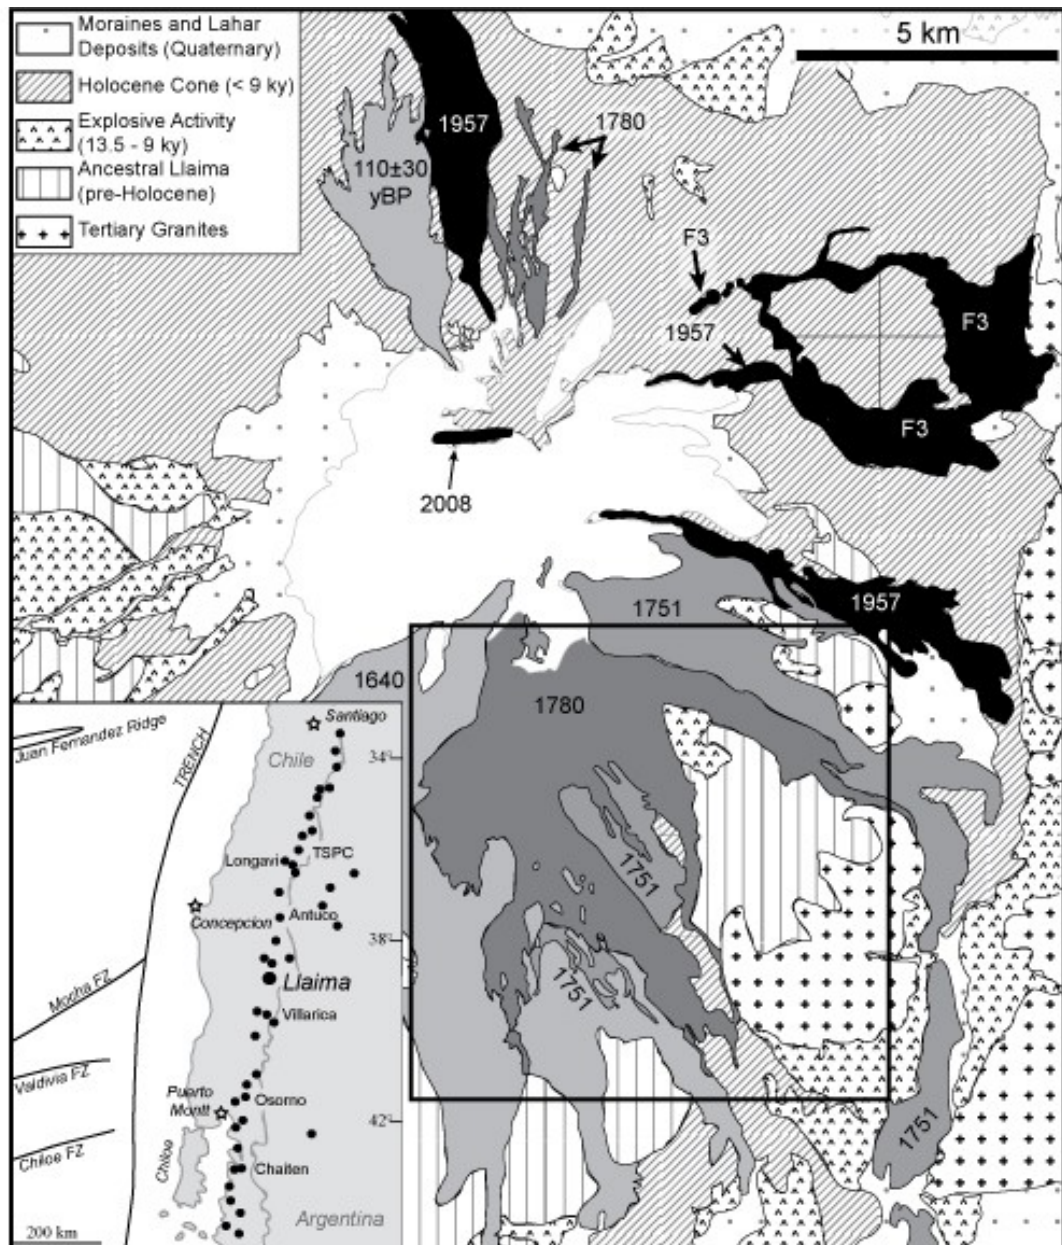 Moraines and Lahar
Deposits (Quaternary)
Holocene Cone (< 9 ky)
Explosive Activity
(13.5 - 9 ky)
Ancestral Llaima
(pre-Holocene)
Tertiary Granites
5 km
1957
1780
110±30
yBP
F3
1957
F3
F3
2008
1751
1957
1640
1780
1751
1751
1751
Juan Fernandez Ridge
TRENCH
Santiago
Chile
34°
Longavi
TSPC
Concepcion
Antuco
38°
Mocha FZ
Llaima
Villarica
Valdivia FZ
Puerto
Montt
Osorno
42°
Chiloe FZ
Chiloe
Chaiten
Argentina
200 km